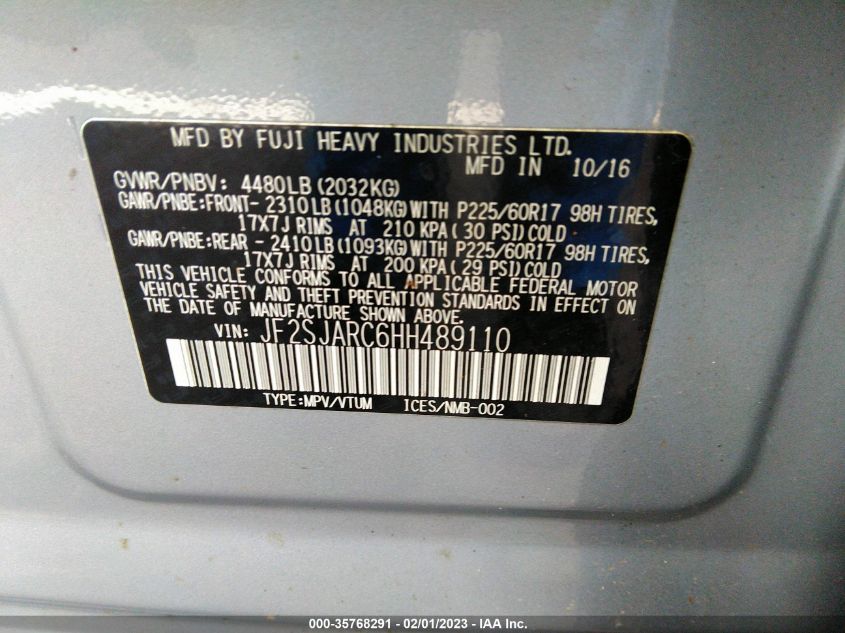 MFD BY FUJI HEAVY INDUSTRIES LTD.
MFD IN 10/16
GVWR/PNBV: 4480LB (2032KG)
GAWR/PNBE:FRONT- 2310LB (1048KG) WITH P225/60R17 98H TIRES,
17X7J RIMS AT 210 KPA (30 PSI) COLD
GAWR/PNBE:REAR - 2410LB (1093KG) WITH P225/60R17 98H TIRES,
17X7J RIMS AT 200 KPA (29 PSI) COLD
THIS VEHICLE CONFORMS TO ALL APPLICABLE FEDERAL MOTOR
VEHICLE SAFETY AND THEFT PREVENTION STANDARDS IN EFFECT ON
THE DATE OF MANUFACTURE SHOWN ABOVE.
VIN: JF2SJARC6HH489110
TYPE:MPV/VTUM ICES/NMB-002
000-35768291 - 02/01/2023 - IAA Inc.